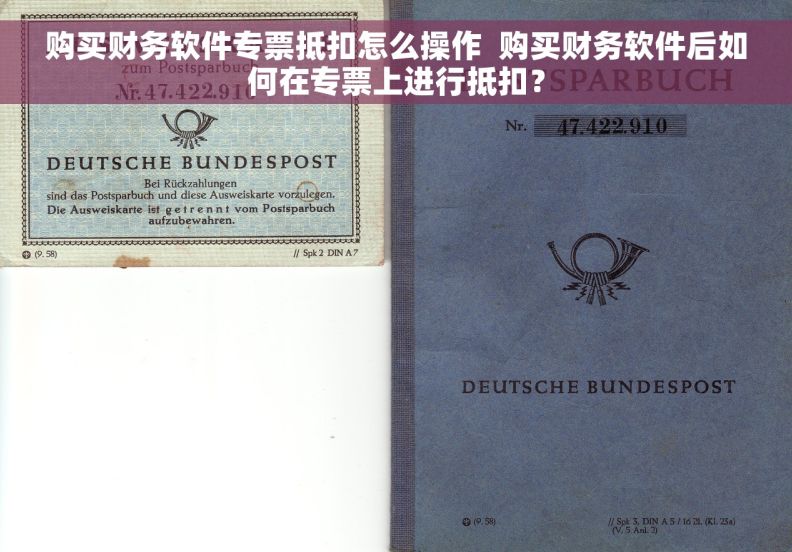 购买财务软件专票抵扣怎么操作 购买财务软件后如
何在专票上进行抵扣？
zum Postsparbuch
Nr. 47.422.910
DEUTSCHE BUNDESPOST
Bei Rückzahlungen
sind das Postsparbuch und diese Ausweiskarte vorzulegen.
Die Ausweiskarte ist getrennt vom Postsparbuch
aufzubewahren.
(9.58)
// Spk 2 DIN A 7
SPARBUCH
Nr. 47.422.910
DEUTSCHE BUNDESPOST
(9.58)
// Spk 3, DIN A 5 / 16 Bl. (Kl. 23a)
(V, 5 Anl. 2)